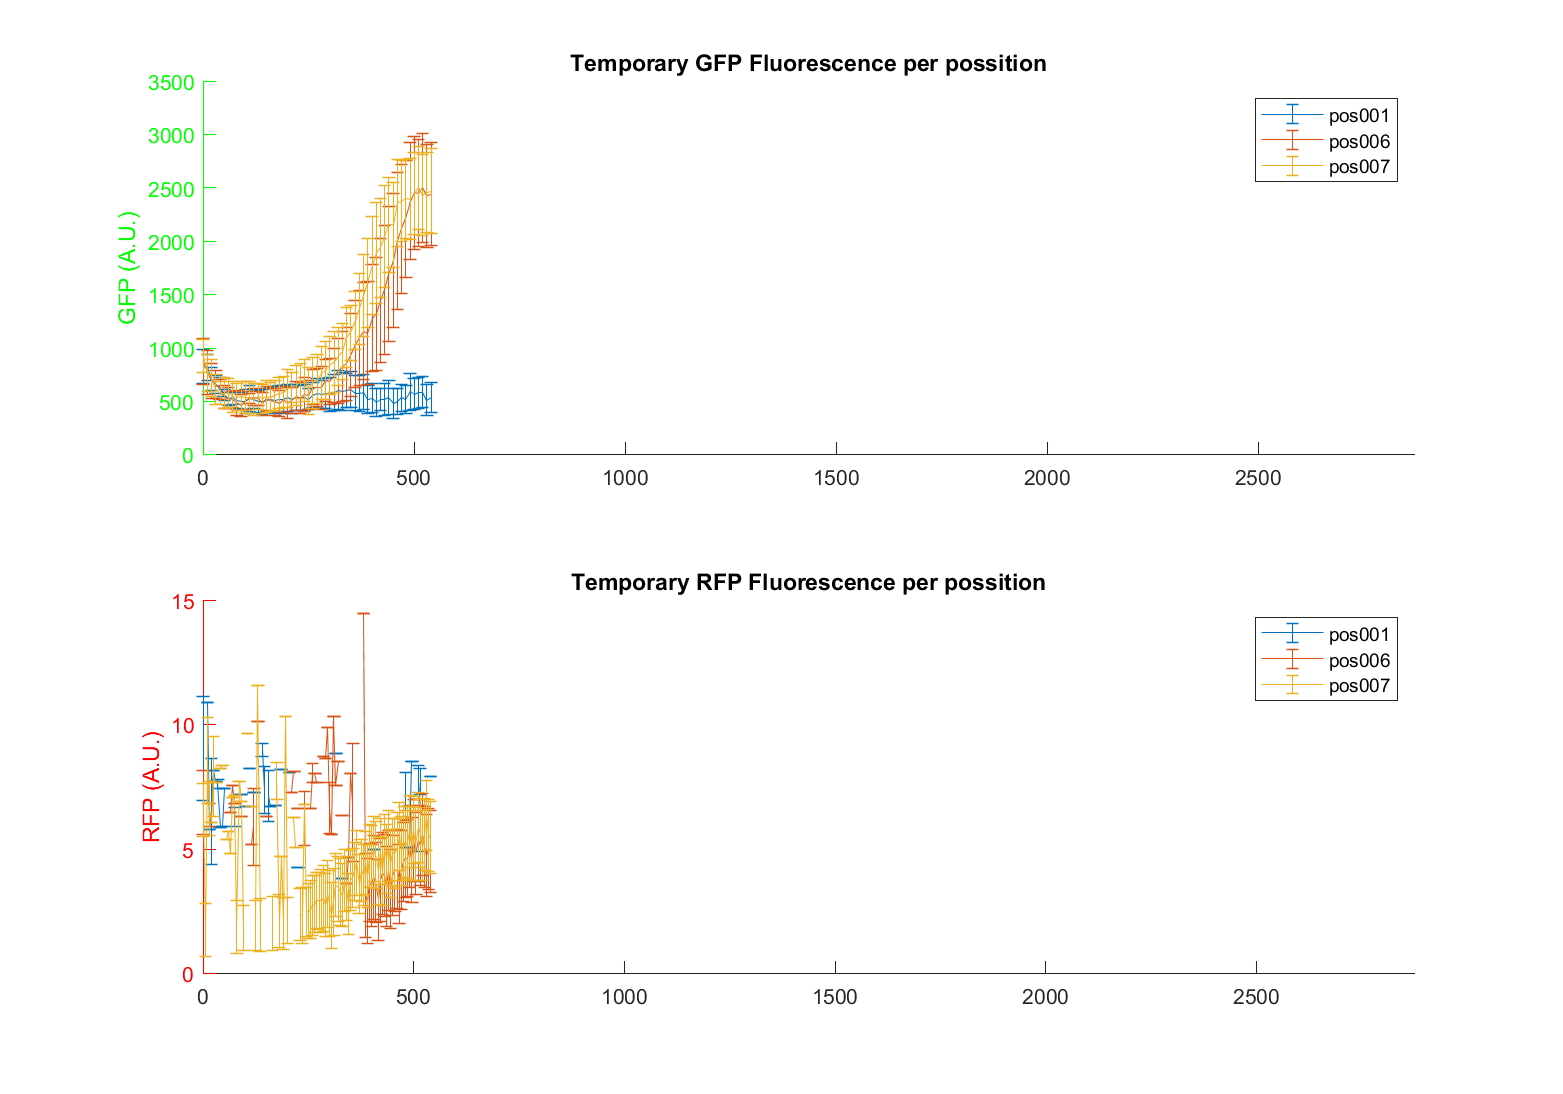 Temporary GFP Fluorescence per possition
3500
3000
2500
2000
1500
1000
500
0
GFP (A.U.)
0 500 1000 1500 2000 2500
pos001
pos006
pos007
Temporary RFP Fluorescence per possition
15
10
5
0
RFP (A.U.)
0 500 1000 1500 2000 2500
pos001
pos006
pos007